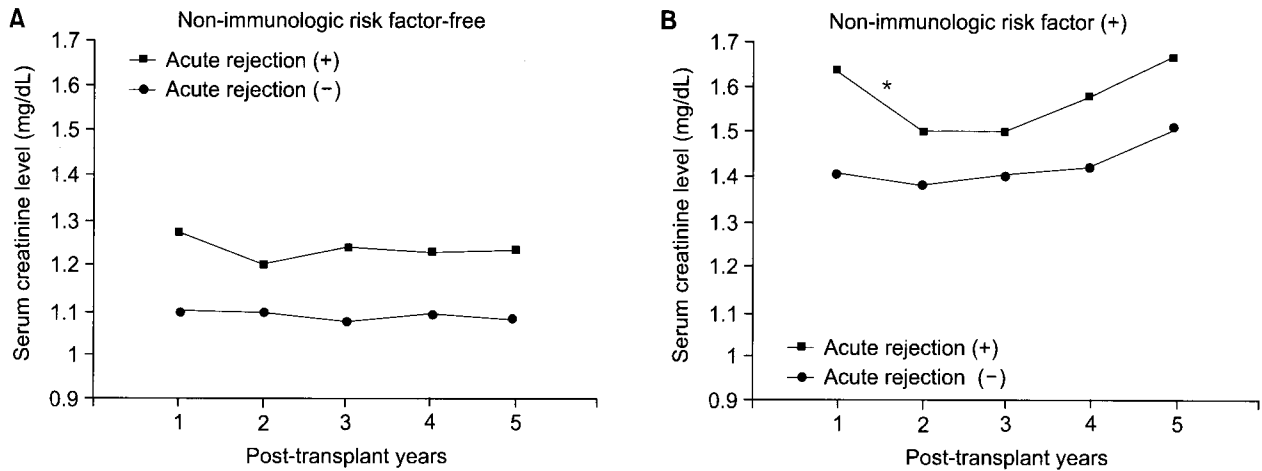 A
Non-immunologic risk factor-free
1.7
1.6
1.5
1.4
1.3
1.2
1.1
1
0.9
Serum creatinine level (mg/dL)
Acute rejection (+)
Acute rejection (−)
1 2 3 4 5
Post-transplant years
B
Non-immunologic risk factor (+)
1.7
1.6
1.5
1.4
1.3
1.2
1.1
1
0.9
Serum creatinine level (mg/dL)
*
Acute rejection (+)
Acute rejection (−)
1 2 3 4 5
Post-transplant years